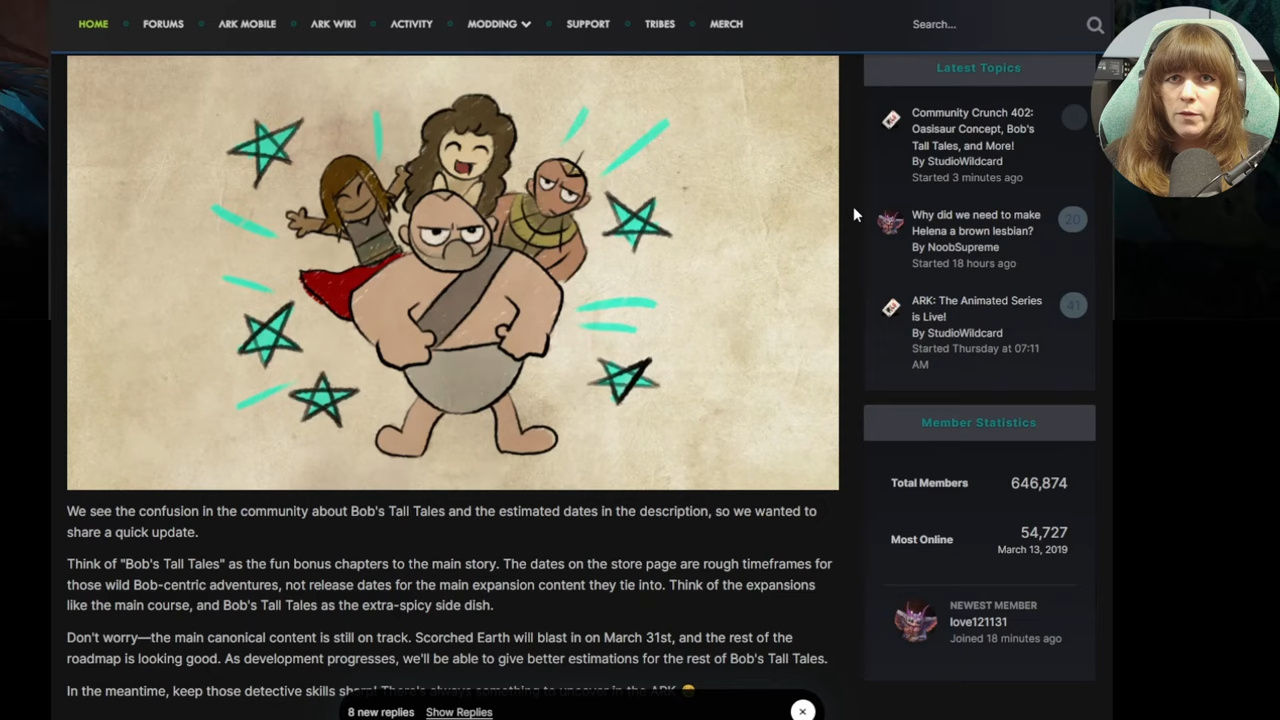 HOME FORUMS ARK MOBILE ARK WIKI ACTIVITY MODDING SUPPORT TRIBES MERCH Search...
We see the confusion in the community about Bob's Tall Tales and the estimated dates in the description, so we wanted to
share a quick update.
Think of "Bob's Tall Tales" as the fun bonus chapters to the main story. The dates on the store page are rough timeframes for
those wild Bob-centric adventures, not release dates for the main expansion content they tie into. Think of the expansions
like the main course, and Bob's Tall Tales as the extra-spicy side dish.
Don't worry—the main canonical content is still on track. Scorched Earth will blast in on March 31st, and the rest of the
roadmap is looking good. As development progresses, we'll be able to give better estimations for the rest of Bob's Tall Tales.
In the meantime, keep those detective skills sharp! There's always something to uncover in the ARK
8 new replies Show Replies
Latest Topics
Community Crunch 402:
Oasisaur Concept, Bob's
Tall Tales, and More!
By StudioWildcard
Started 3 minutes ago
Why did we need to make
Helena a brown lesbian?
By NoobSupreme
Started 18 hours ago
20
ARK: The Animated Series
is Live!
By StudioWildcard
Started Thursday at 07:11
AM
41
Member Statistics
Total Members 646,874
Most Online 54,727
March 13, 2019
NEWEST MEMBER
love121131
Joined 18 minutes ago